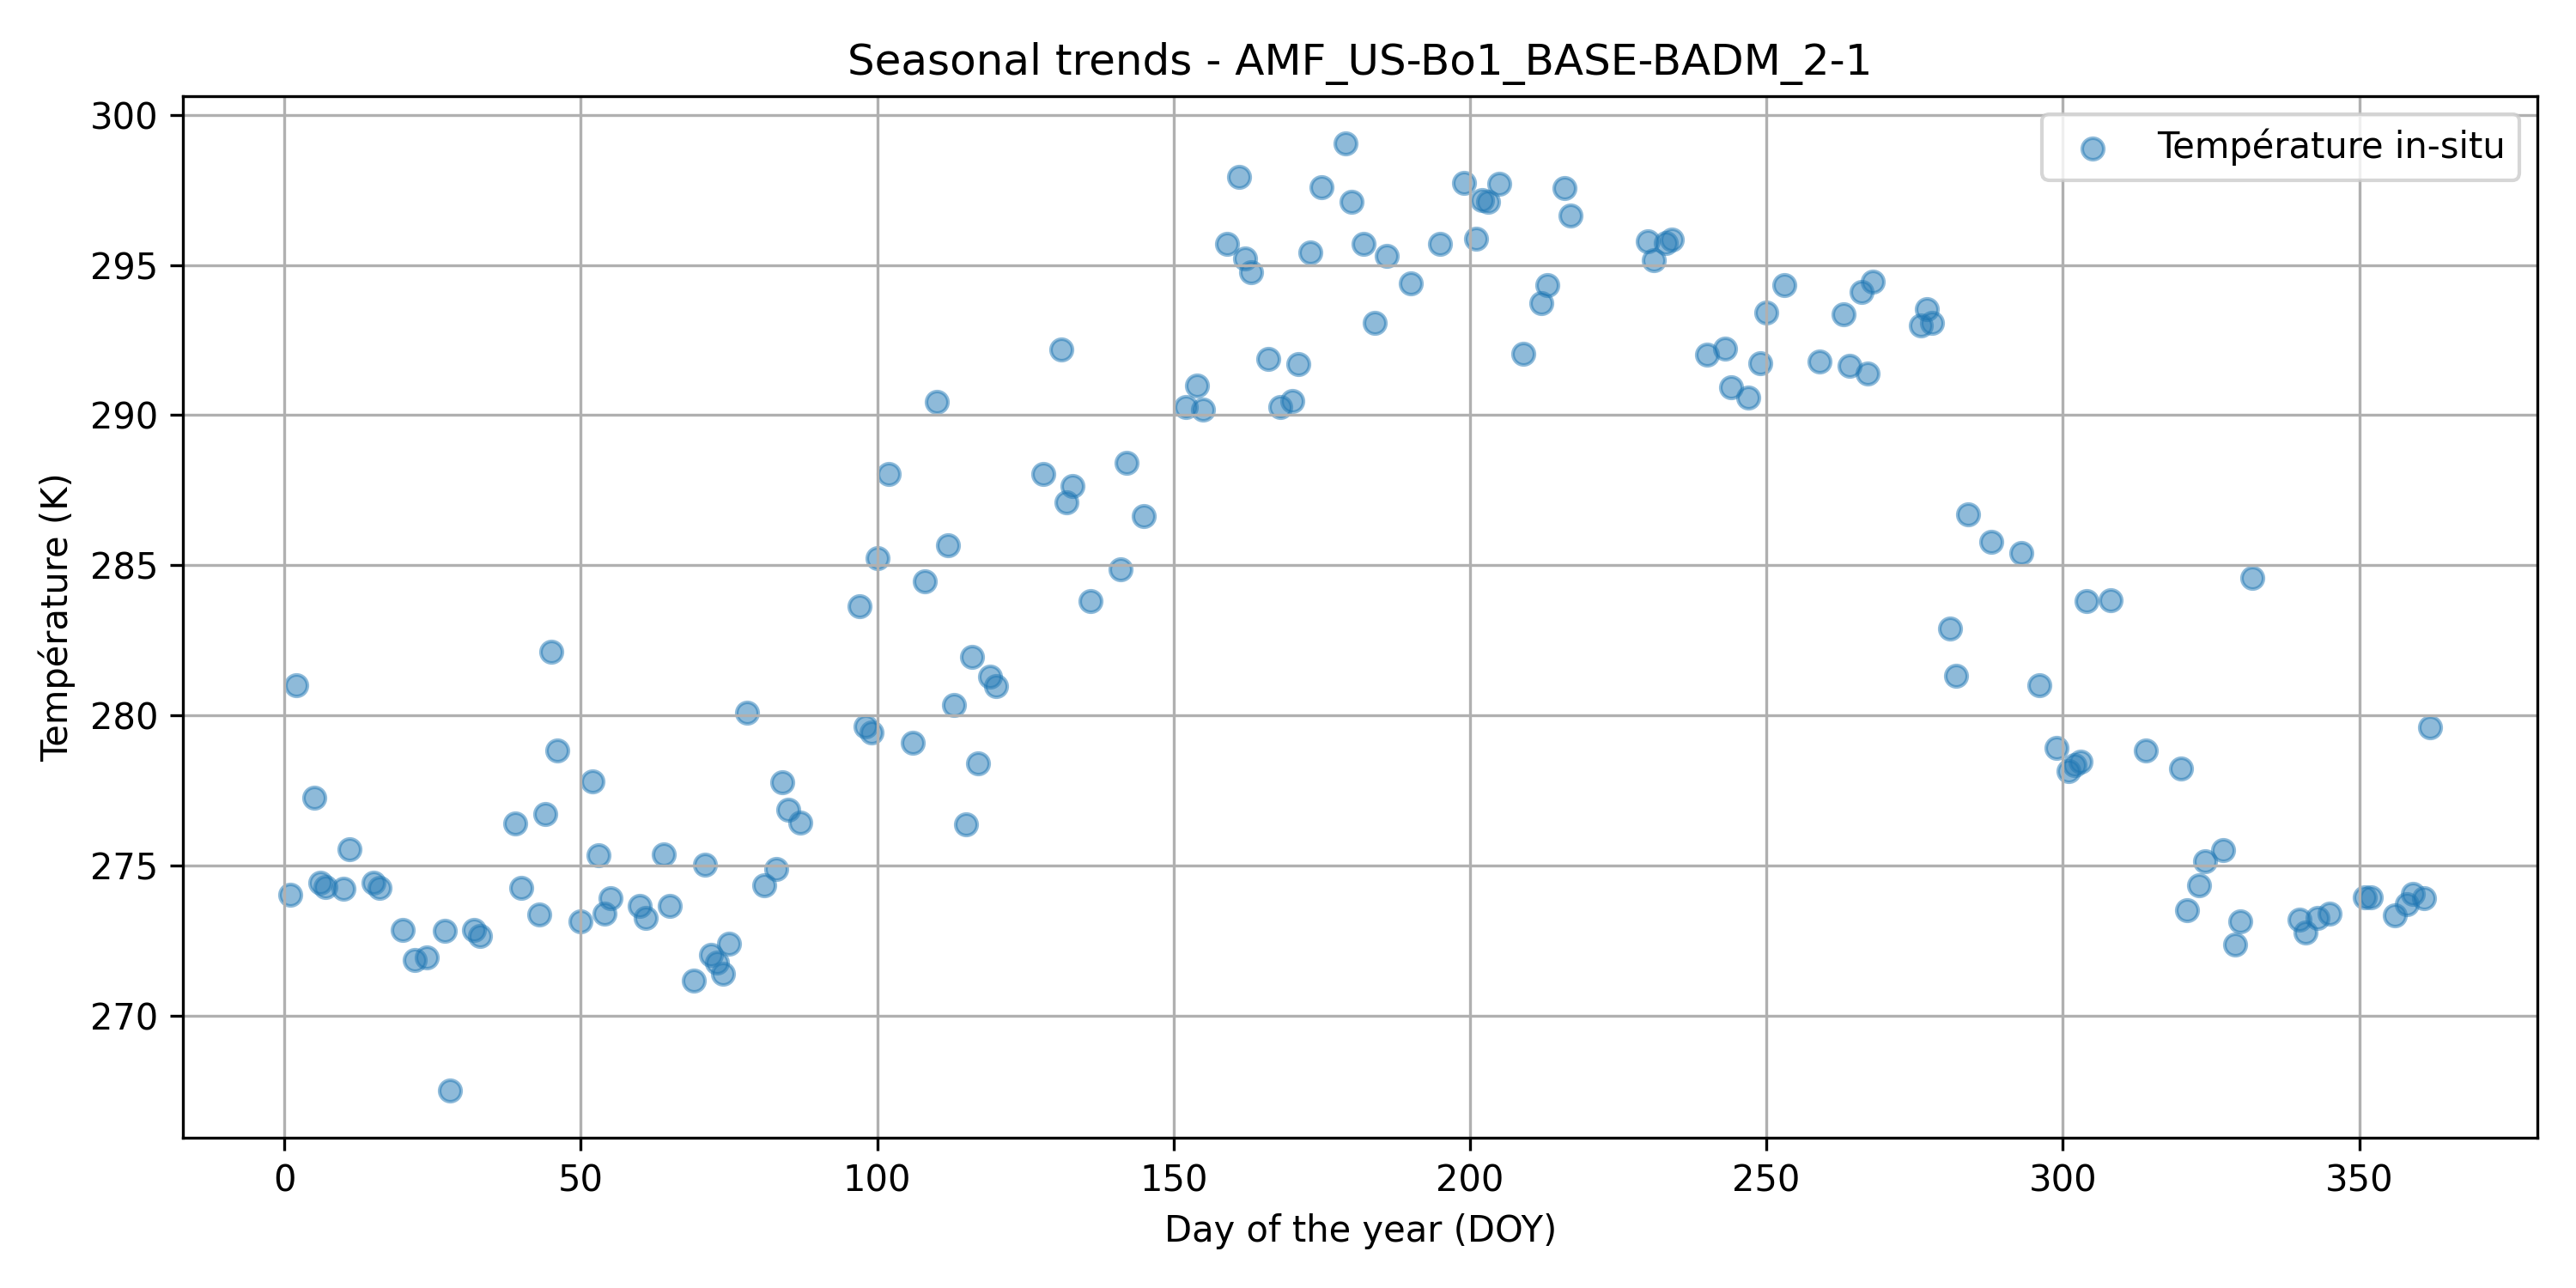 Seasonal trends - AMF_US-Bo1_BASE-BADM_2-1
Température in-situ
Température (K)
300
295
290
285
280
275
270
0 50 100 150 200 250 300 350
Day of the year (DOY)